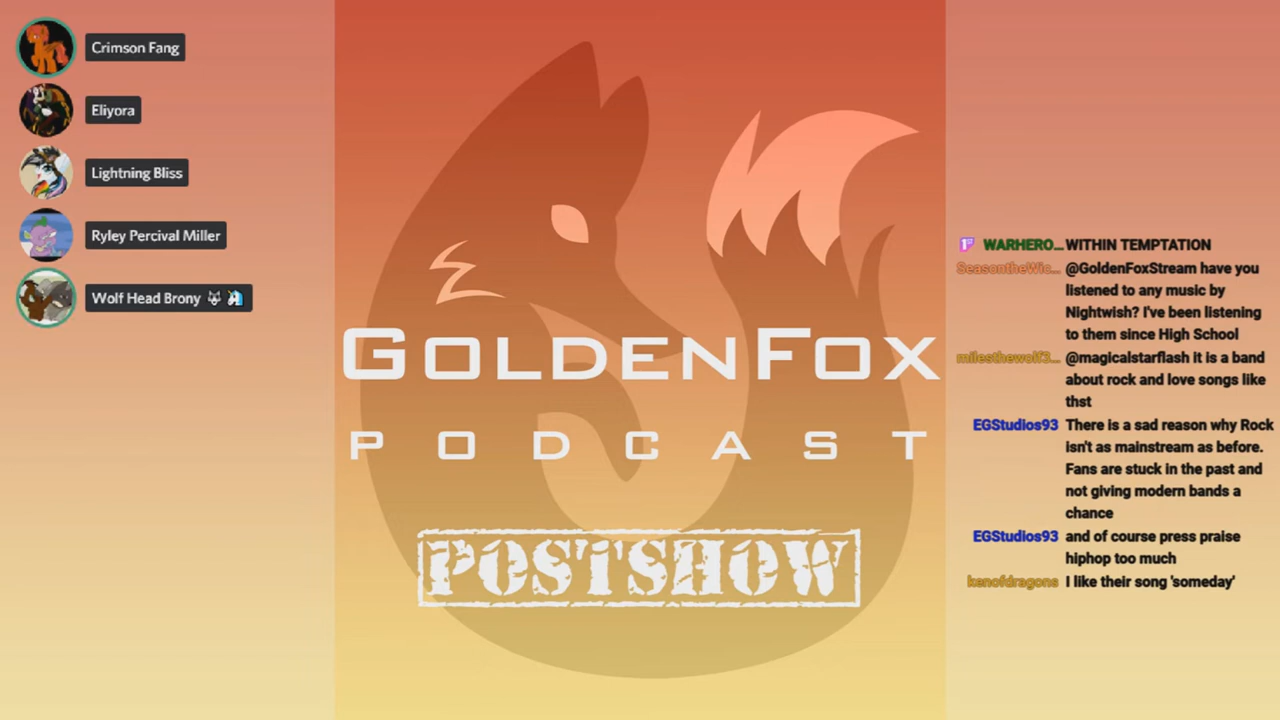 Crimson Fang
Eliyora
Lightning Bliss
Ryley Percival Miller
Wolf Head Brony 🐺 🦄
GOLDENFOX
PODCAST
POSTSHOW
WARHERO... WITHIN TEMPTATION
SeasontheWic... @GoldenFoxStream have you
listened to any music by
Nightwish? I've been listening
to them since High School
milesthewolf3... @magicalstarflash it is a band
about rock and love songs like
thst
EGStudios93 There is a sad reason why Rock
isn't as mainstream as before.
Fans are stuck in the past and
not giving modern bands a
chance
EGStudios93 and of course press praise
hiphop too much
kenofdragons I like their song 'someday'